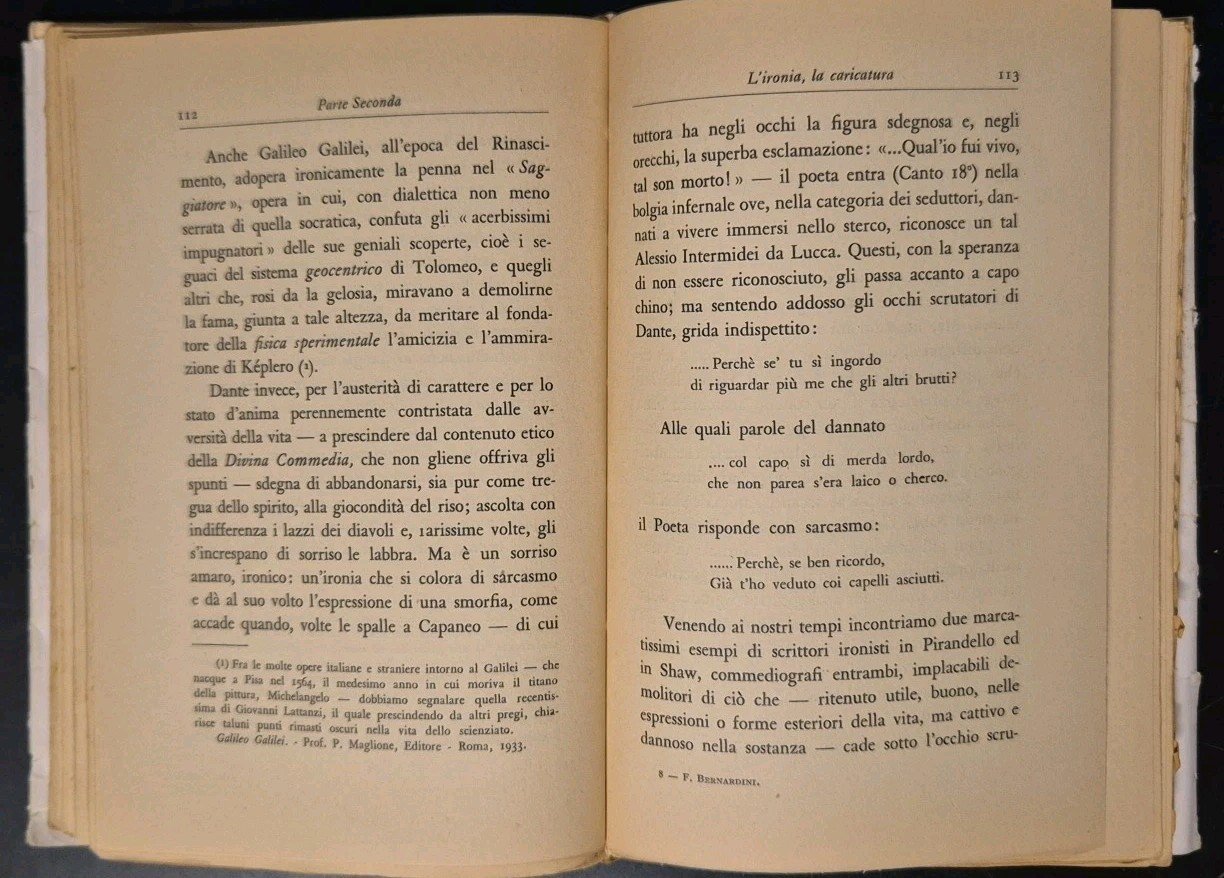 112
Parte Seconda
Anche Galileo Galilei, all'epoca del Rinasci-
mento, adopera ironicamente la penna nel « Sag-
giatore », opera in cui, con dialettica non meno
serrata di quella socratica, confuta gli « acerbissimi
impugnatori » delle sue geniali scoperte, cioè i se-
guaci del sistema geocentrico di Tolomeo, e quegli
altri che, rosi da la gelosia, miravano a demolirne
la fama, giunta a tale altezza, da meritare al fonda-
tore della fisica sperimentale l'amicizia e l'ammira-
zione di Képlero (1).
Dante invece, per l'austerità di carattere e per lo
stato d'anima perennemente contristata dalle av-
versità della vita — a prescindere dal contenuto etico
della Divina Commedia, che non gliene offriva gli
spunti — sdegna di abbandonarsi, sia pur come tre-
gua dello spirito, alla giocondità del riso; ascolta con
indifferenza i lazzi dei diavoli e, rarissime volte, gli
s'increspano di sorriso le labbra. Ma è un sorriso
amaro, ironico: un'ironia che si colora di sarcasmo
e dà al suo volto l'espressione di una smorfia, come
accade quando, volte le spalle a Capaneo — di cui
(1) Fra le molte opere italiane e straniere intorno al Galilei — che
nacque a Pisa nel 1564, il medesimo anno in cui moriva il titano
della pittura, Michelangelo — dobbiamo segnalare quella recentis-
sima di Giovanni Lattanzi, il quale prescindendo da altri pregi, chia-
risce taluni punti rimasti oscuri nella vita dello scienziato.
Galileo Galilei. - Prof. P. Maglione, Editore - Roma, 1933.
L'ironia, la caricatura
113
tuttora ha negli occhi la figura sdegnosa e, negli
orecchi, la superba esclamazione: «...Qual'io fui vivo,
tal son morto! » — il poeta entra (Canto 18°) nella
bolgia infernale ove, nella categoria dei seduttori, dan-
nati a vivere immersi nello sterco, riconosce un tal
Alessio Intermidei da Lucca. Questi, con la speranza
di non essere riconosciuto, gli passa accanto a capo
chino; ma sentendo addosso gli occhi scrutatori di
Dante, grida indispettito:
..... Perchè se' tu sì ingordo
di riguardar più me che gli altri brutti?
Alle quali parole del dannato
.... col capo sì di merda lordo,
che non parea s'era laico o cherco.
il Poeta risponde con sarcasmo:
...... Perchè, se ben ricordo,
Già t'ho veduto coi capelli asciutti.
Venendo ai nostri tempi incontriamo due marca-
tissimi esempi di scrittori ironisti in Pirandello ed
in Shaw, commediografi entrambi, implacabili de-
molitori di ciò che — ritenuto utile, buono, nelle
espressioni o forme esteriori della vita, ma cattivo e
dannoso nella sostanza — cade sotto l'occhio scru-
8 — F. BERNARDINI.